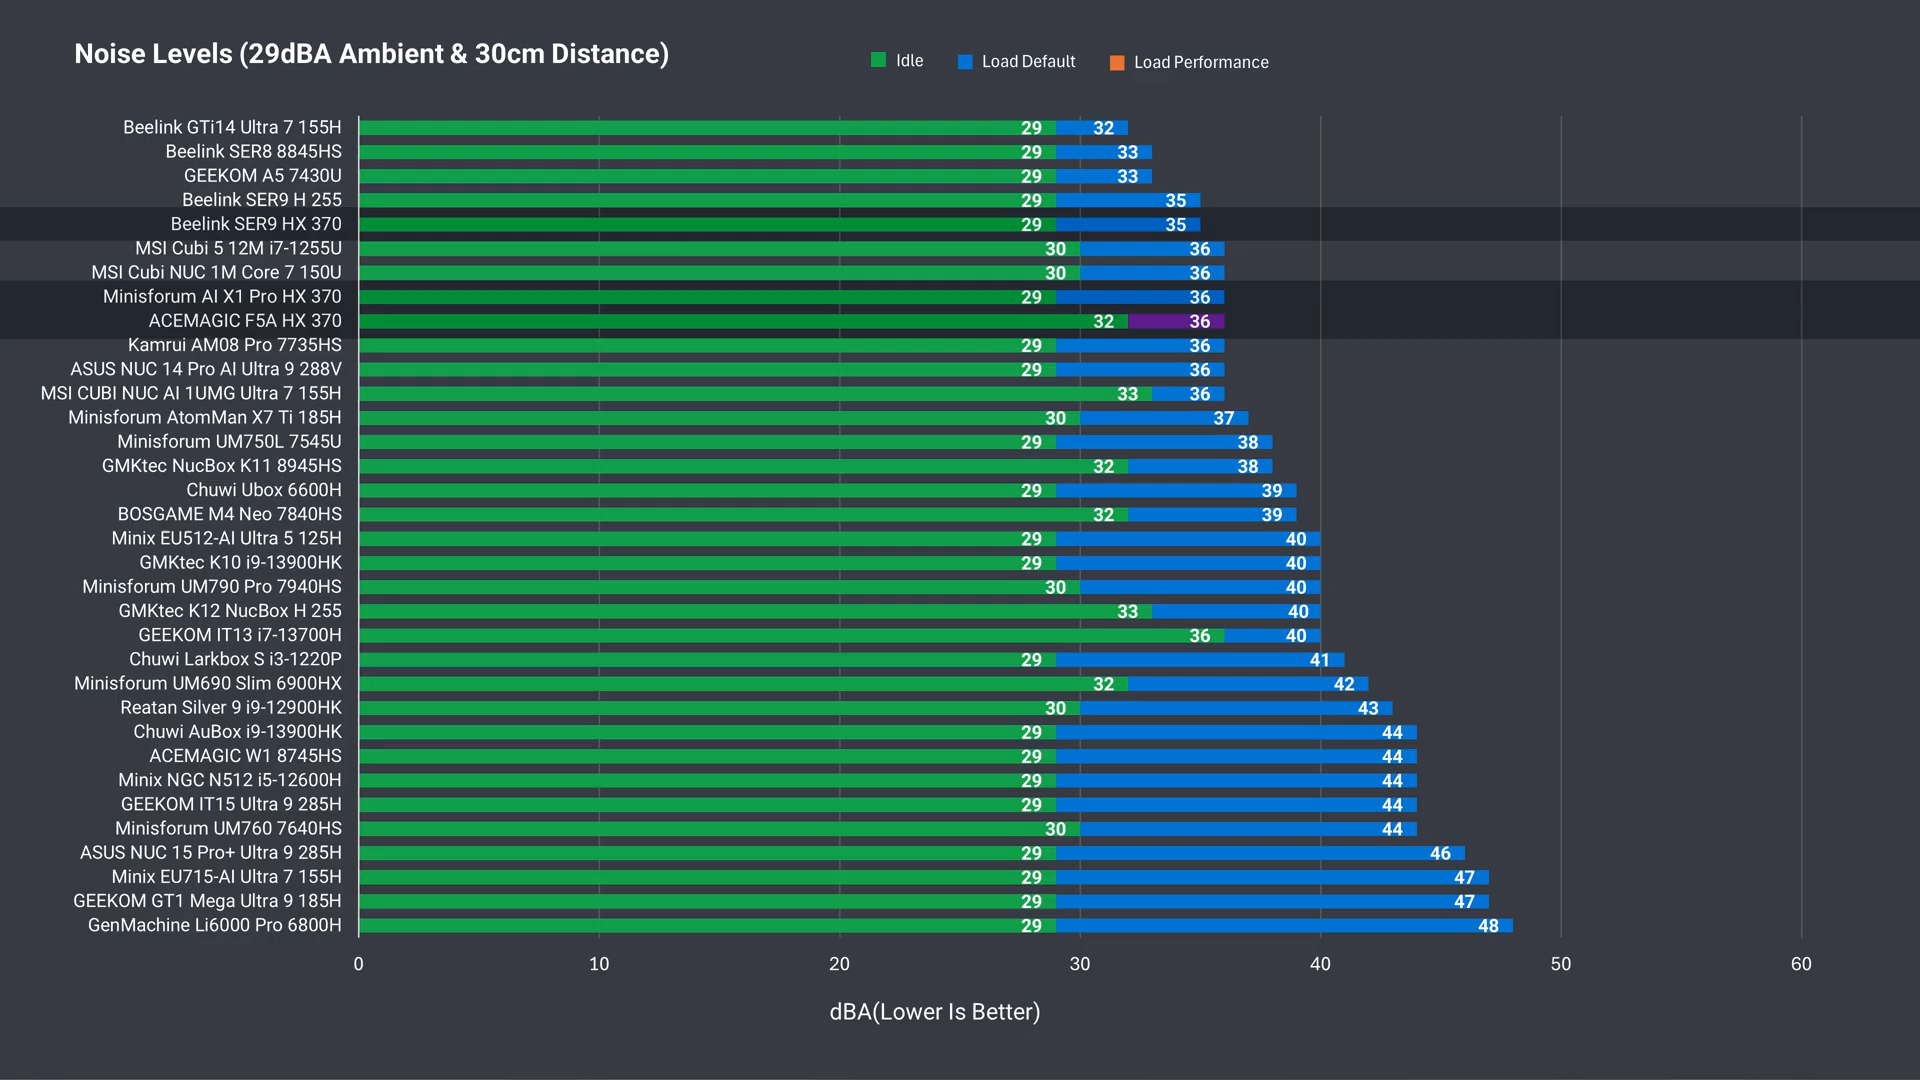 Noise Levels (29dBA Ambient & 30cm Distance)
Idle Load Default Load Performance
Beelink GTi14 Ultra 7 155H 29 32
Beelink SER8 8845HS 29 33
GEEKOM A5 7430U 29 33
Beelink SER9 H 255 29 35
Beelink SER9 HX 370 29 35
MSI Cubi 5 12M i7-1255U 30 36
MSI Cubi NUC 1M Core 7 150U 30 36
Minisforum AI X1 Pro HX 370 29 36
ACEMAGIC F5A HX 370 32 36
Kamrui AM08 Pro 7735HS 29 36
ASUS NUC 14 Pro AI Ultra 9 288V 29 36
MSI CUBI NUC AI 1UMG Ultra 7 155H 33 36
Minisforum AtomMan X7 Ti 185H 30 37
Minisforum UM750L 7545U 29 38
GMKtec NucBox K11 8945HS 32 38
Chuwi Ubox 6600H 29 39
BOSGAME M4 Neo 7840HS 32 39
Minix EU512-AI Ultra 5 125H 29 40
GMKtec K10 i9-13900HK 29 40
Minisforum UM790 Pro 7940HS 30 40
GMKtec K12 NucBox H 255 33 40
GEEKOM IT13 i7-13700H 36 40
Chuwi Larkbox S i3-1220P 29 41
Minisforum UM690 Slim 6900HX 32 42
Reatan Silver 9 i9-12900HK 30 43
Chuwi AuBox i9-13900HK 29 44
ACEMAGIC W1 8745HS 29 44
Minix NGC N512 i5-12600H 29 44
GEEKOM IT15 Ultra 9 285H 29 44
Minisforum UM760 7640HS 30 44
ASUS NUC 15 Pro+ Ultra 9 285H 29 46
Minix EU715-AI Ultra 7 155H 29 47
GEEKOM GT1 Mega Ultra 9 185H 29 47
GenMachine Li6000 Pro 6800H 29 48
0 10 20 30 40 50 60
dBA(Lower Is Better)